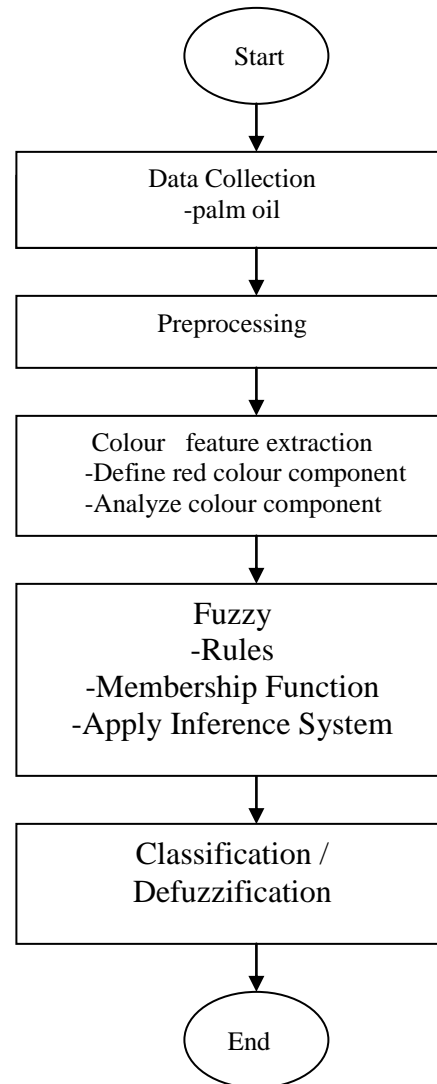 Start
Data Collection
-palm oil
Preprocessing
Colour feature extraction
-Define red colour component
-Analyze colour component
Fuzzy
-Rules
-Membership Function
-Apply Inference System
Classification /
Defuzzification
End